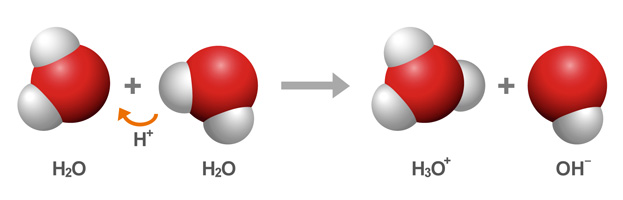 + +
H⁺
H₂O H₂O H₃O⁺ OH⁻